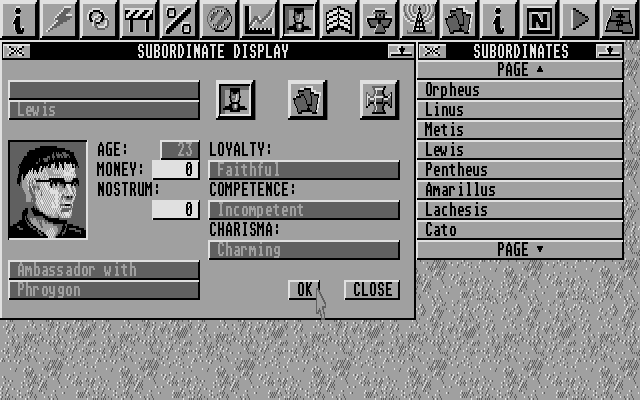 SUBORDINATE DISPLAY
Lewis
AGE: 23
MONEY: 0
NOSTRUM:
0
LOYALTY:
Faithful
COMPETENCE:
Incompetent
CHARISMA:
Charming
Ambassador with
Phroygon
OK
CLOSE
SUBORDINATES
PAGE ▲
Orpheus
Linus
Metis
Lewis
Pentheus
Amarillus
Lachesis
Cato
PAGE ▼